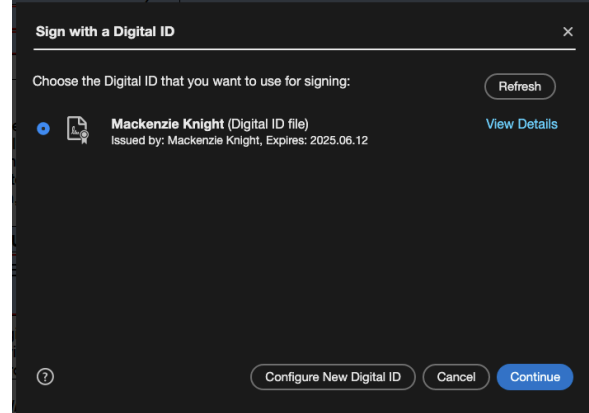 Sign with a Digital ID
Choose the Digital ID that you want to use for signing:
Refresh
Mackenzie Knight (Digital ID file)
View Details
Issued by: Mackenzie Knight, Expires: 2025.06.12
?
Configure New Digital ID
Cancel
Continue